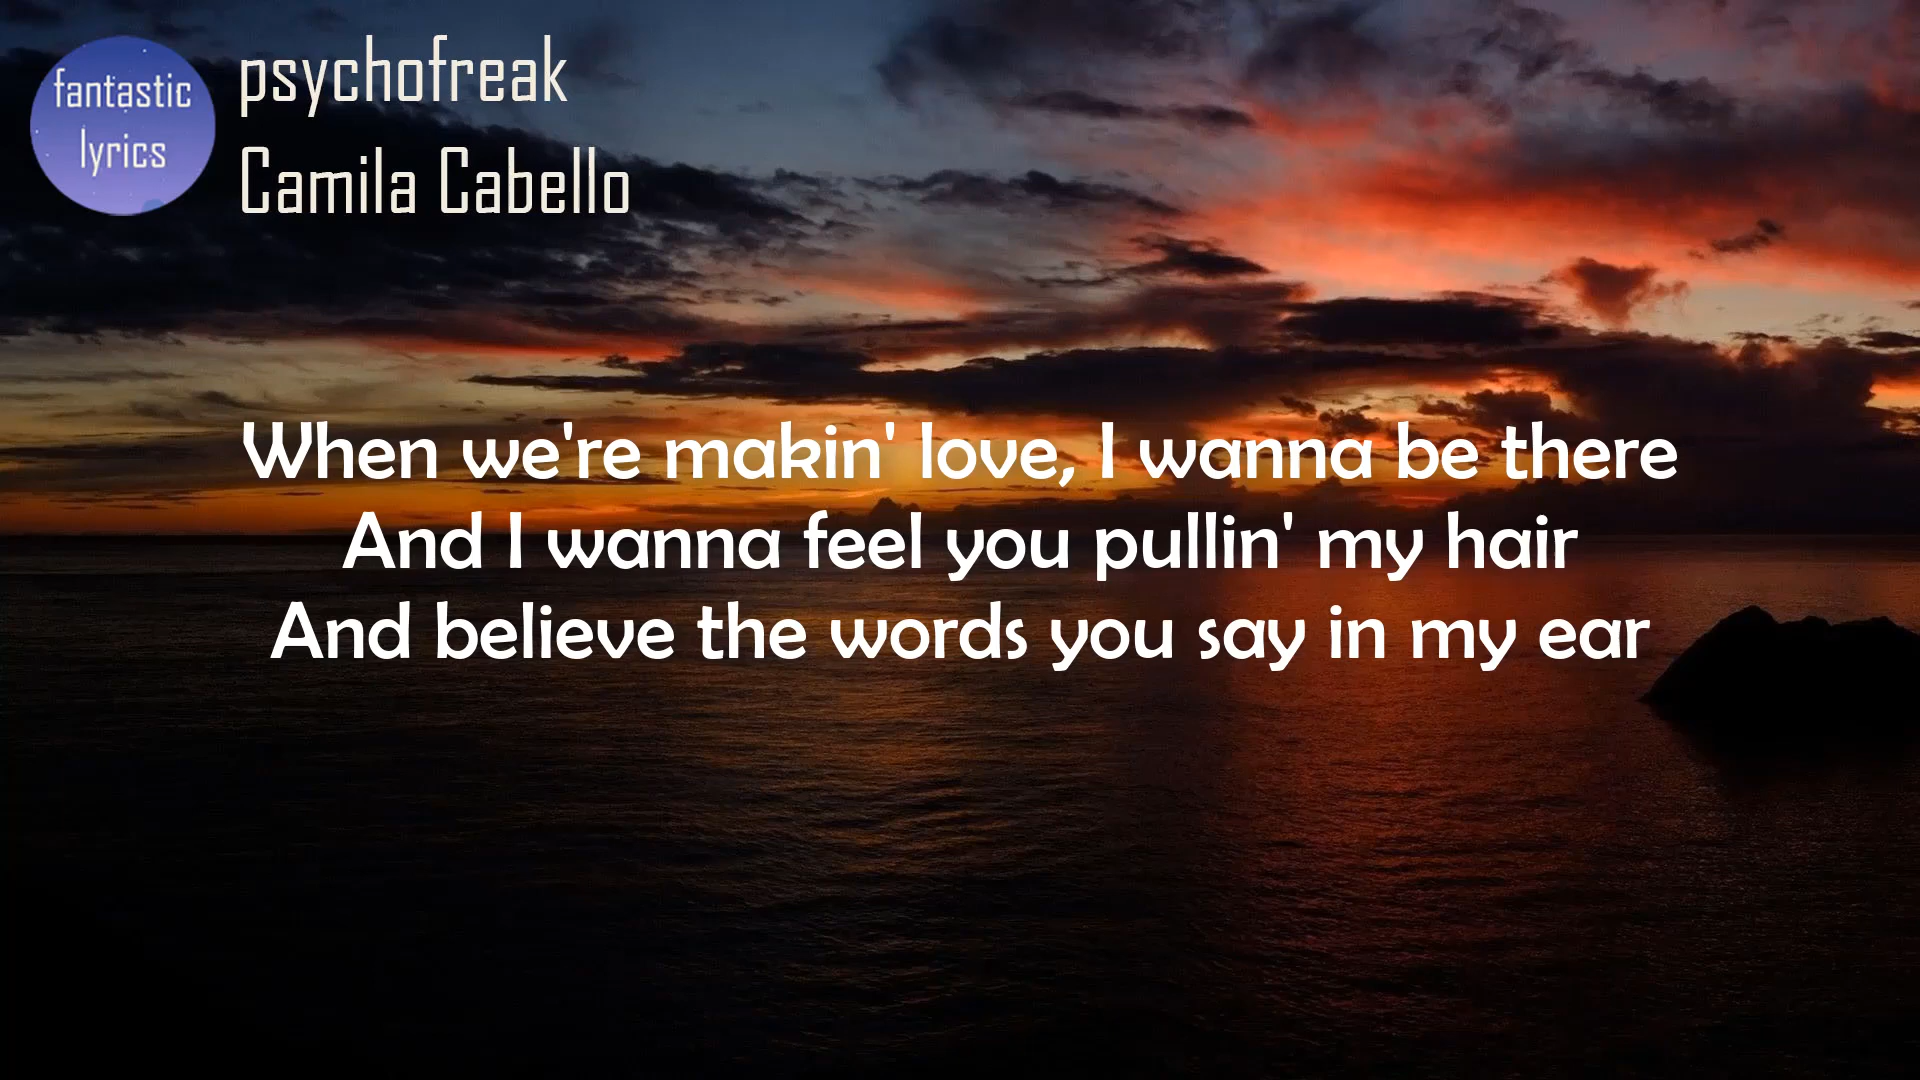 fantastic
lyrics
psychofreak
Camila Cabello
When we're makin' love, I wanna be there
And I wanna feel you pullin' my hair
And believe the words you say in my ear